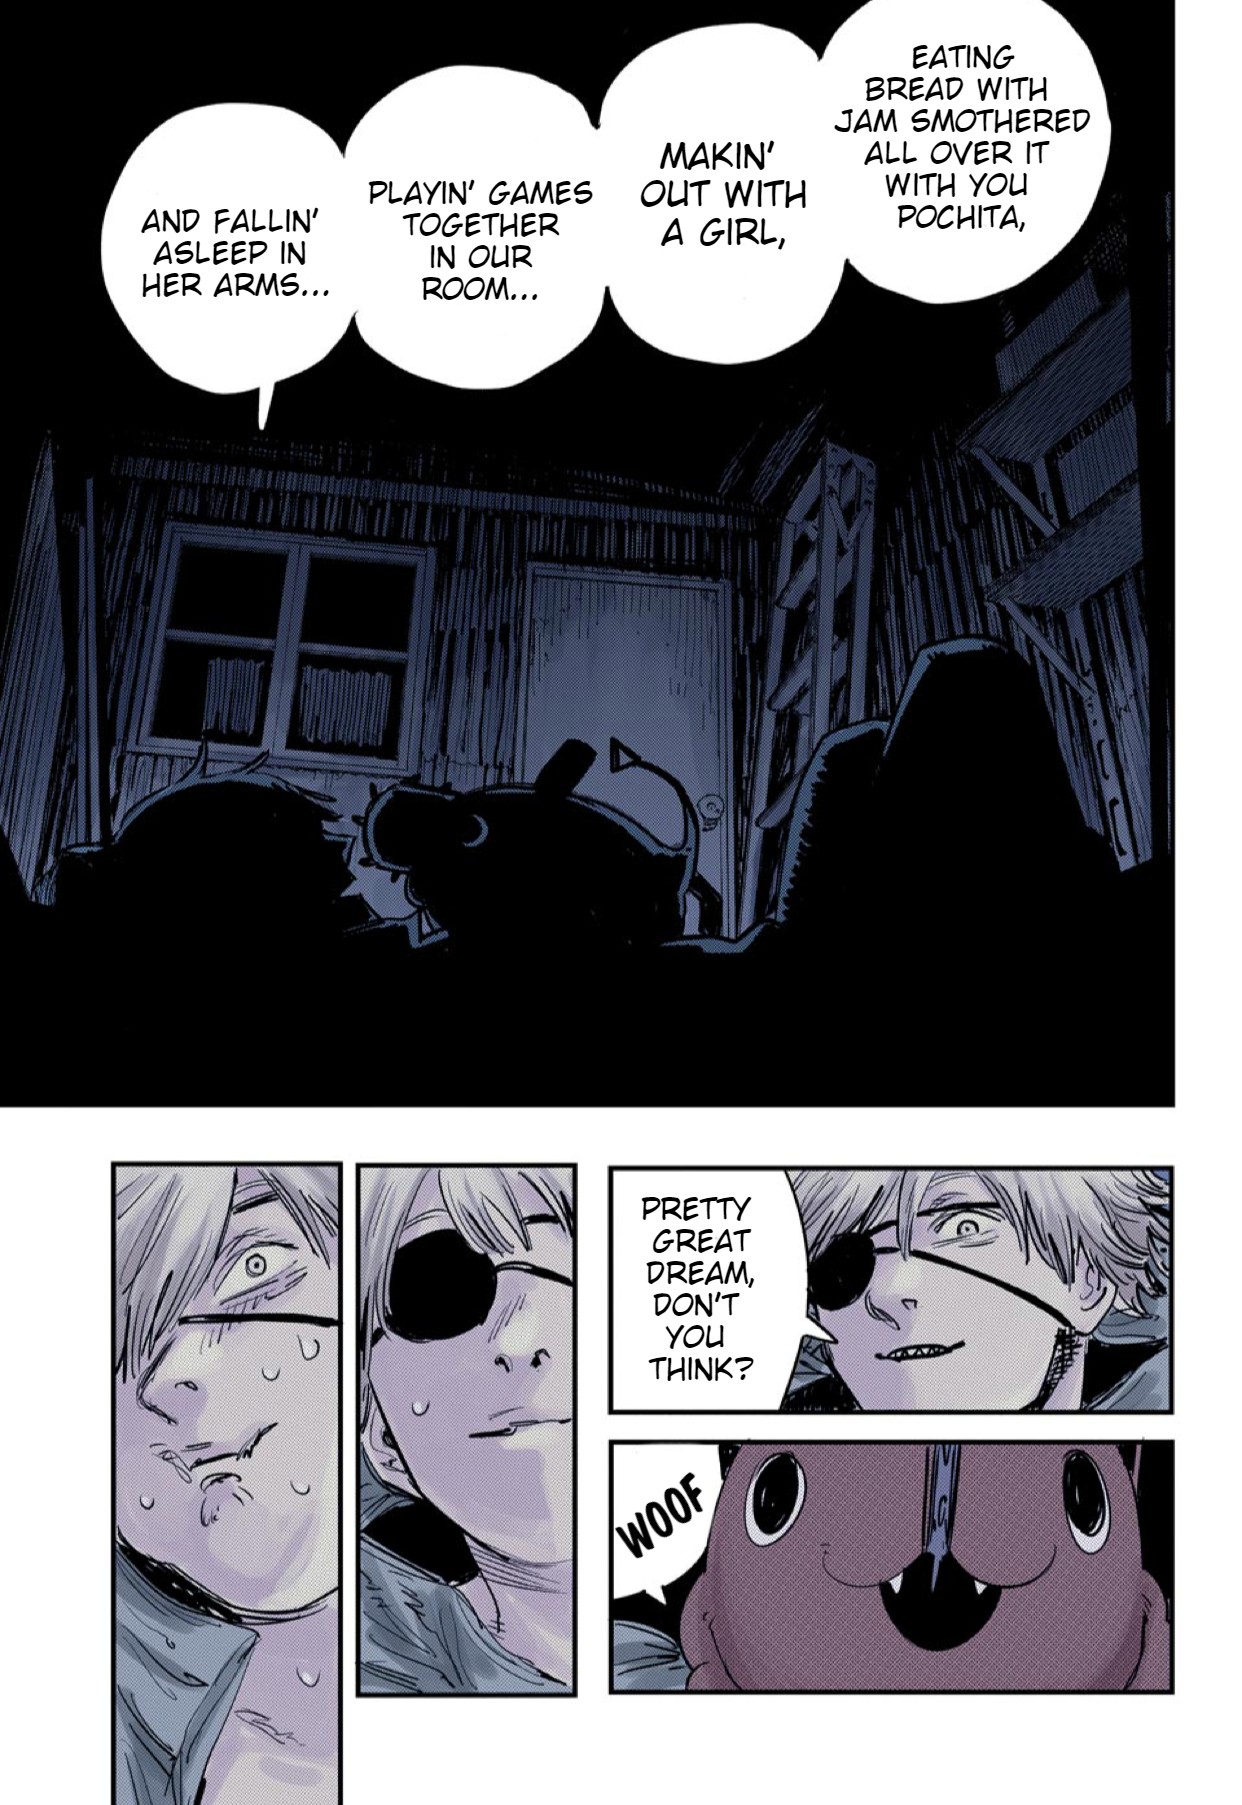 EATING
BREAD WITH
JAM SMOTHERED
ALL OVER IT
WITH YOU
POCHITA,
MAKIN'
OUT WITH
A GIRL,
PLAYIN' GAMES
TOGETHER
IN OUR
ROOM...
AND FALLIN'
ASLEEP IN
HER ARMS...
PRETTY
GREAT
DREAM,
DON'T
YOU
THINK?
WOOF